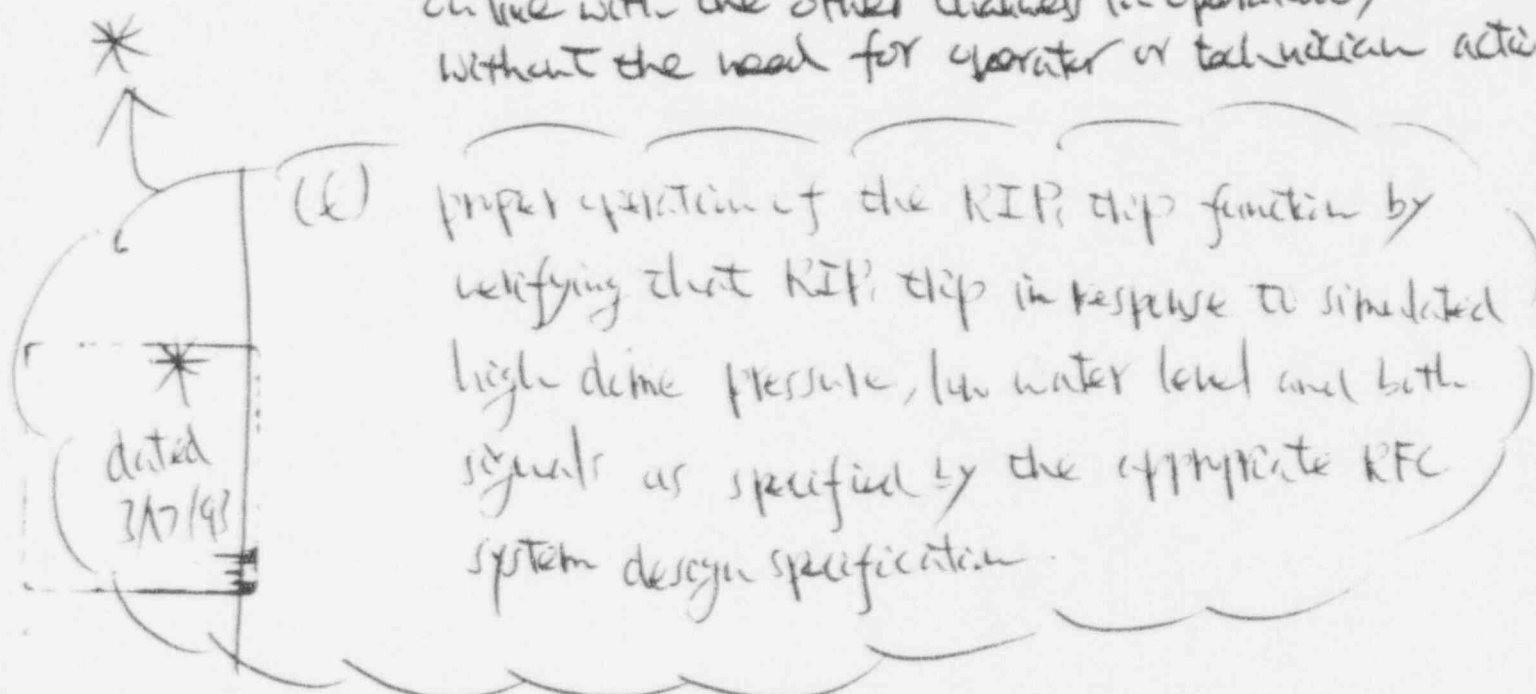 on line with the other channels (in operation)
without the need for operator or technician actio
(l) proper operation of the RIPs trip function by
verifying that RIPs trip in response to simulated
high dome pressure, low water level and both
signals as specified by the appropriate RFC
system design specification
*
*
dated
3/17/93